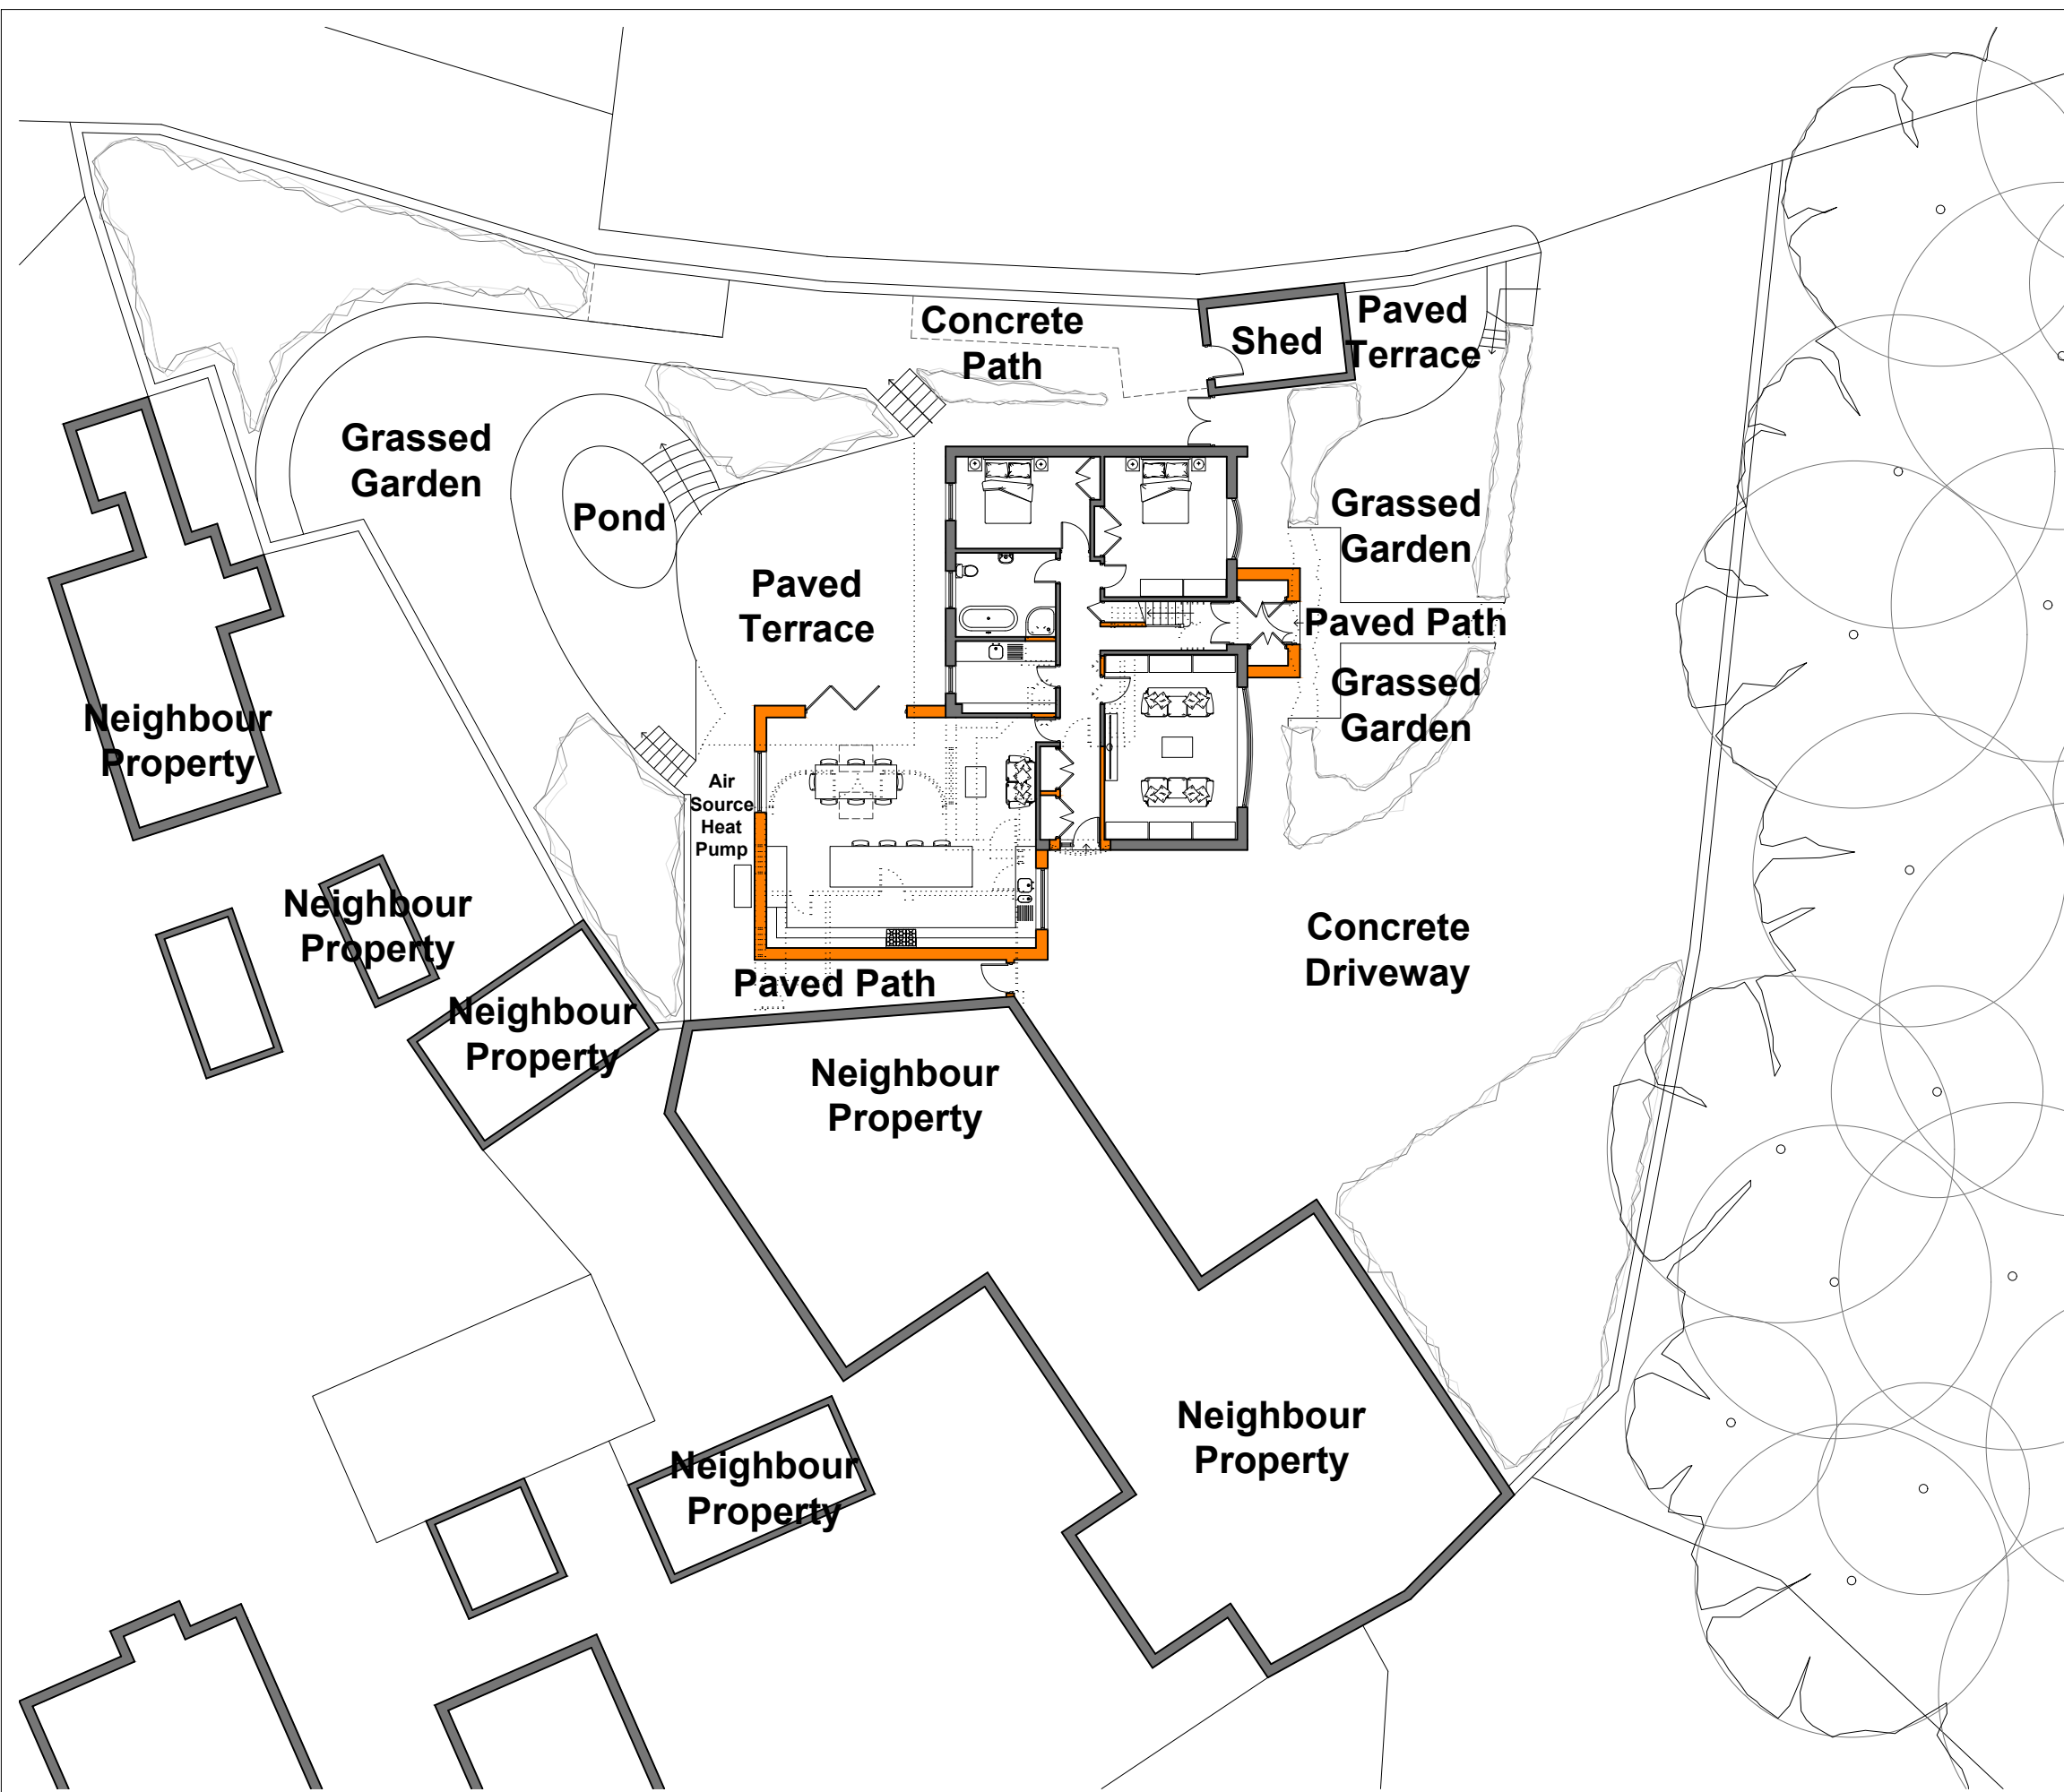 Concrete
Path
Shed
Paved
Terrace
Grassed
Garden
Pond
Grassed
Garden
Paved
Terrace
Paved Path
Grassed
Garden
Neighbour
Property
Air
Source
Heat
Pump
Neighbour
Property
Concrete
Driveway
Paved Path
Neighbour
Property
Neighbour
Property
Neighbour
Property
Neighbour
Property